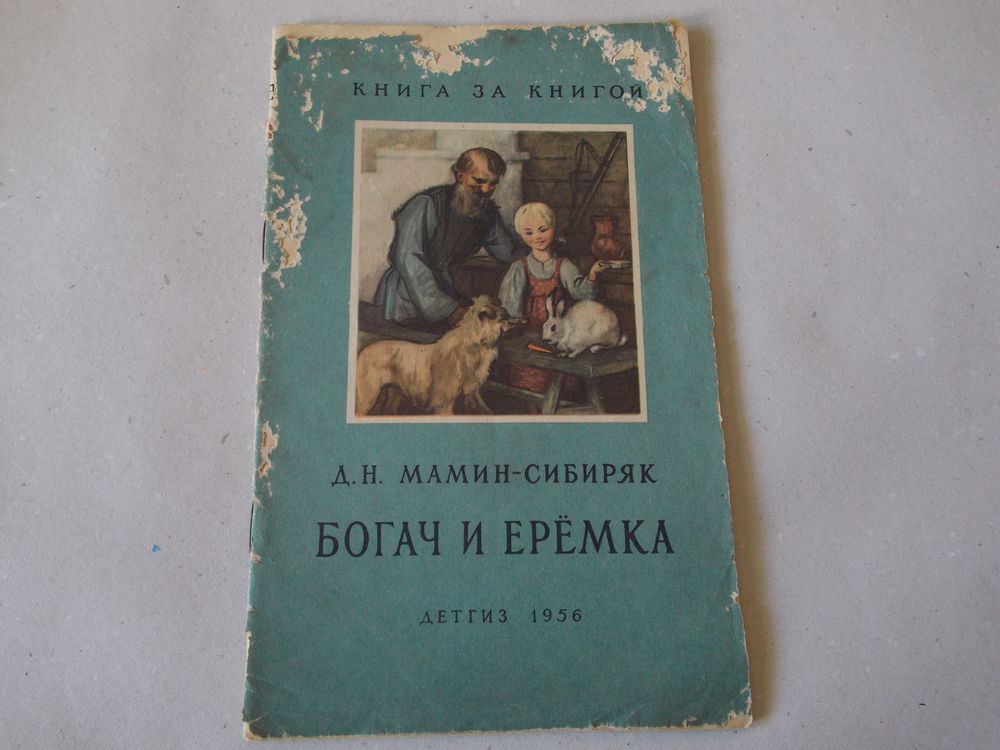 КНИГА ЗА КНИГОЙ
Д. Н. МАМИН-СИБИРЯК
БОГАЧ И ЕРЁМКА
ДЕТГИЗ 1956